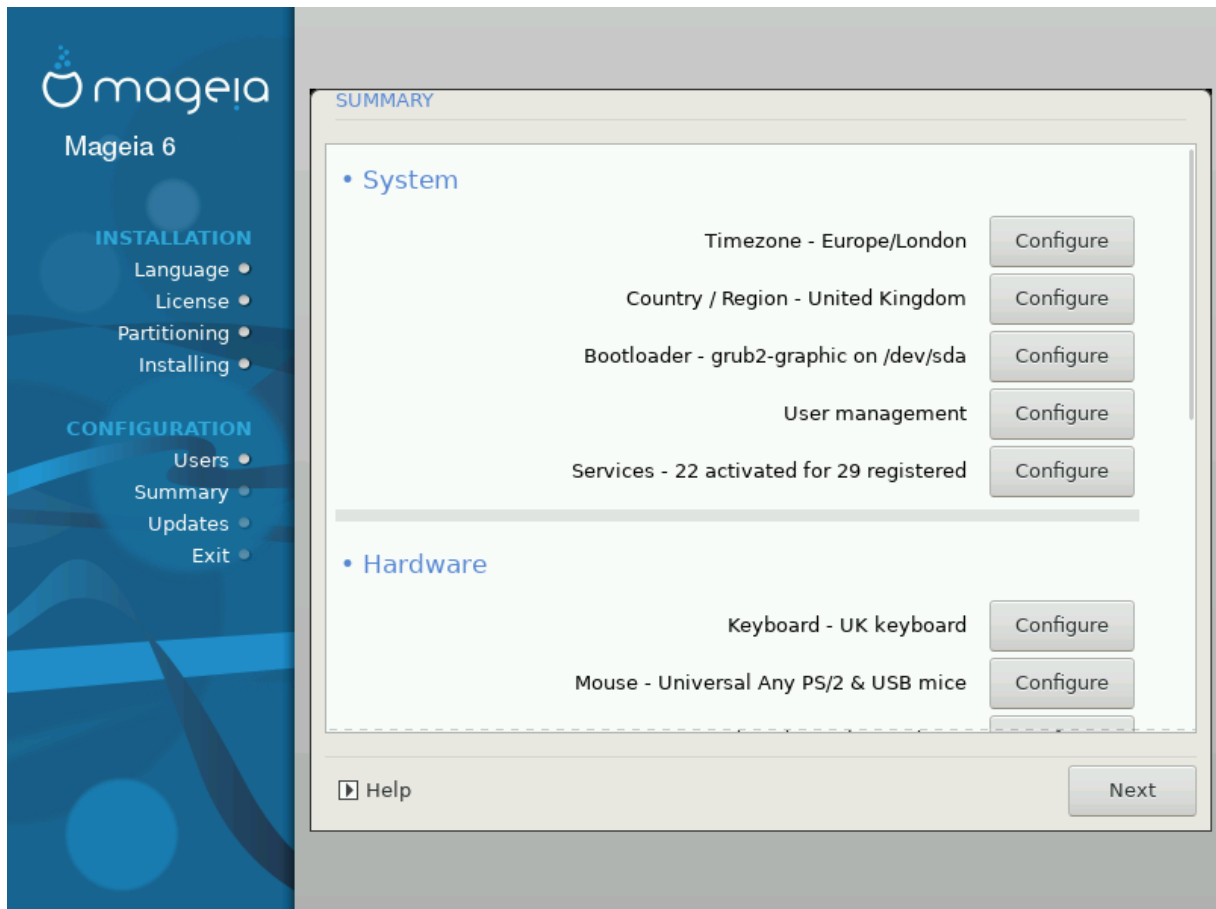 mageia
Mageia 6
INSTALLATION
Language
License
Partitioning
Installing
CONFIGURATION
Users
Summary
Updates
Exit
SUMMARY
• System
Timezone - Europe/London Configure
Country / Region - United Kingdom Configure
Bootloader - grub2-graphic on /dev/sda Configure
User management Configure
Services - 22 activated for 29 registered Configure
• Hardware
Keyboard - UK keyboard Configure
Mouse - Universal Any PS/2 & USB mice Configure
Help
Next